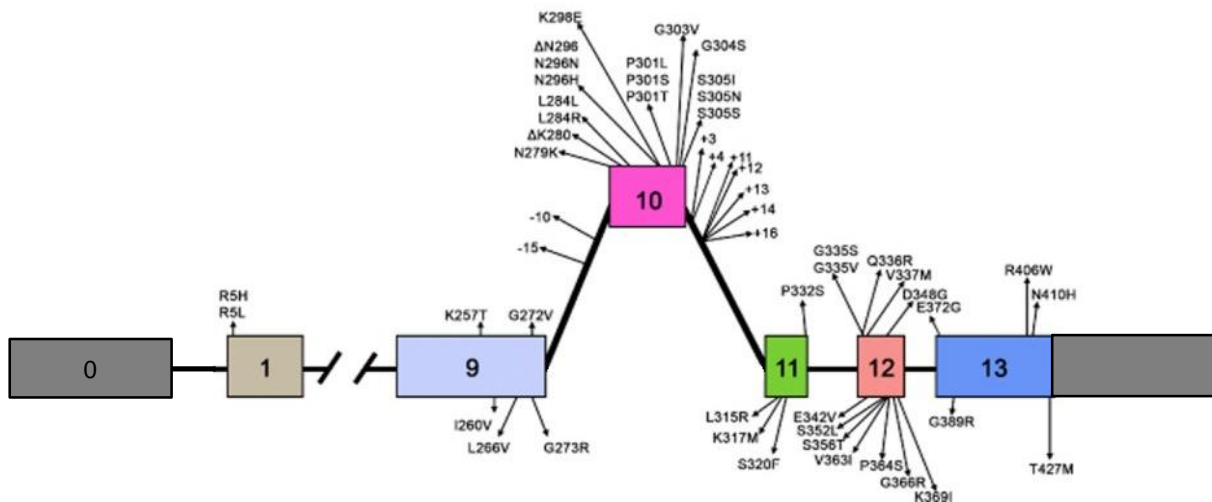 K298E
G303V
G304S
ΔN296
N296N
N296H
P301L
P301S
P301T
S305I
S305N
S305S
L284L
L284R
ΔK280
N279K
+3
+4
+11
+12
+13
+14
+16
10
-10
-15
G335S
G335V
Q336R
V337M
R406W
P332S
D348G
N410H
E372G
R5H
R5L
K257T
G272V
0
1
9
11
12
13
I260V
L266V
G273R
L315R
K317M
S320F
E342V
S352L
S356T
V363I
P364S
G366R
K369I
G389R
T427M